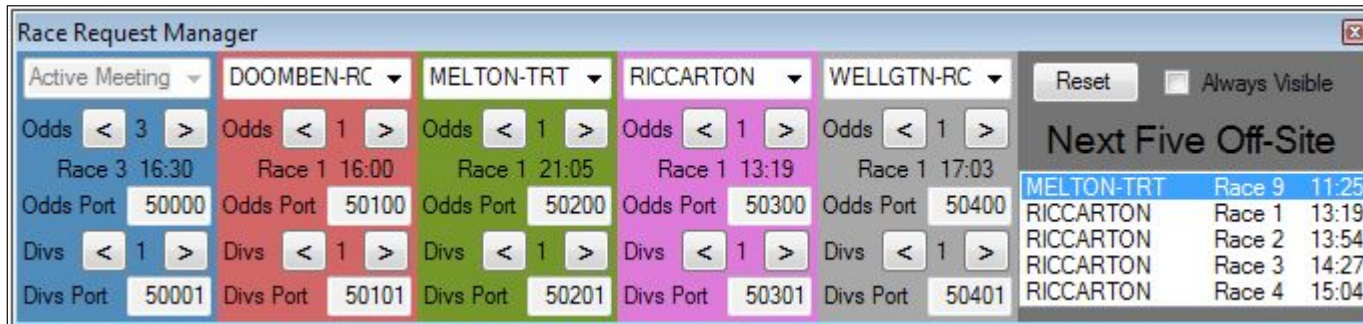 Race Request Manager
Active Meeting DOOMBEN-RC MELTON-TRT RICCARTON WELLGTN-RC Reset Always Visible
Odds < 3 > Odds < 1 > Odds < 1 > Odds < 1 > Odds < 1 >
Next Five Off-Site
Race 3 16:30 Race 1 16:00 Race 1 21:05 Race 1 13:19 Race 1 17:03
MELTON-TRT Race 9 11:25
Odds Port 50000 Odds Port 50100 Odds Port 50200 Odds Port 50300 Odds Port 50400
RICCARTON Race 1 13:19
RICCARTON Race 2 13:54
Divs < 1 > Divs < 1 > Divs < 1 > Divs < 1 > Divs < 1 >
RICCARTON Race 3 14:27
Divs Port 50001 Divs Port 50101 Divs Port 50201 Divs Port 50301 Divs Port 50401
RICCARTON Race 4 15:04